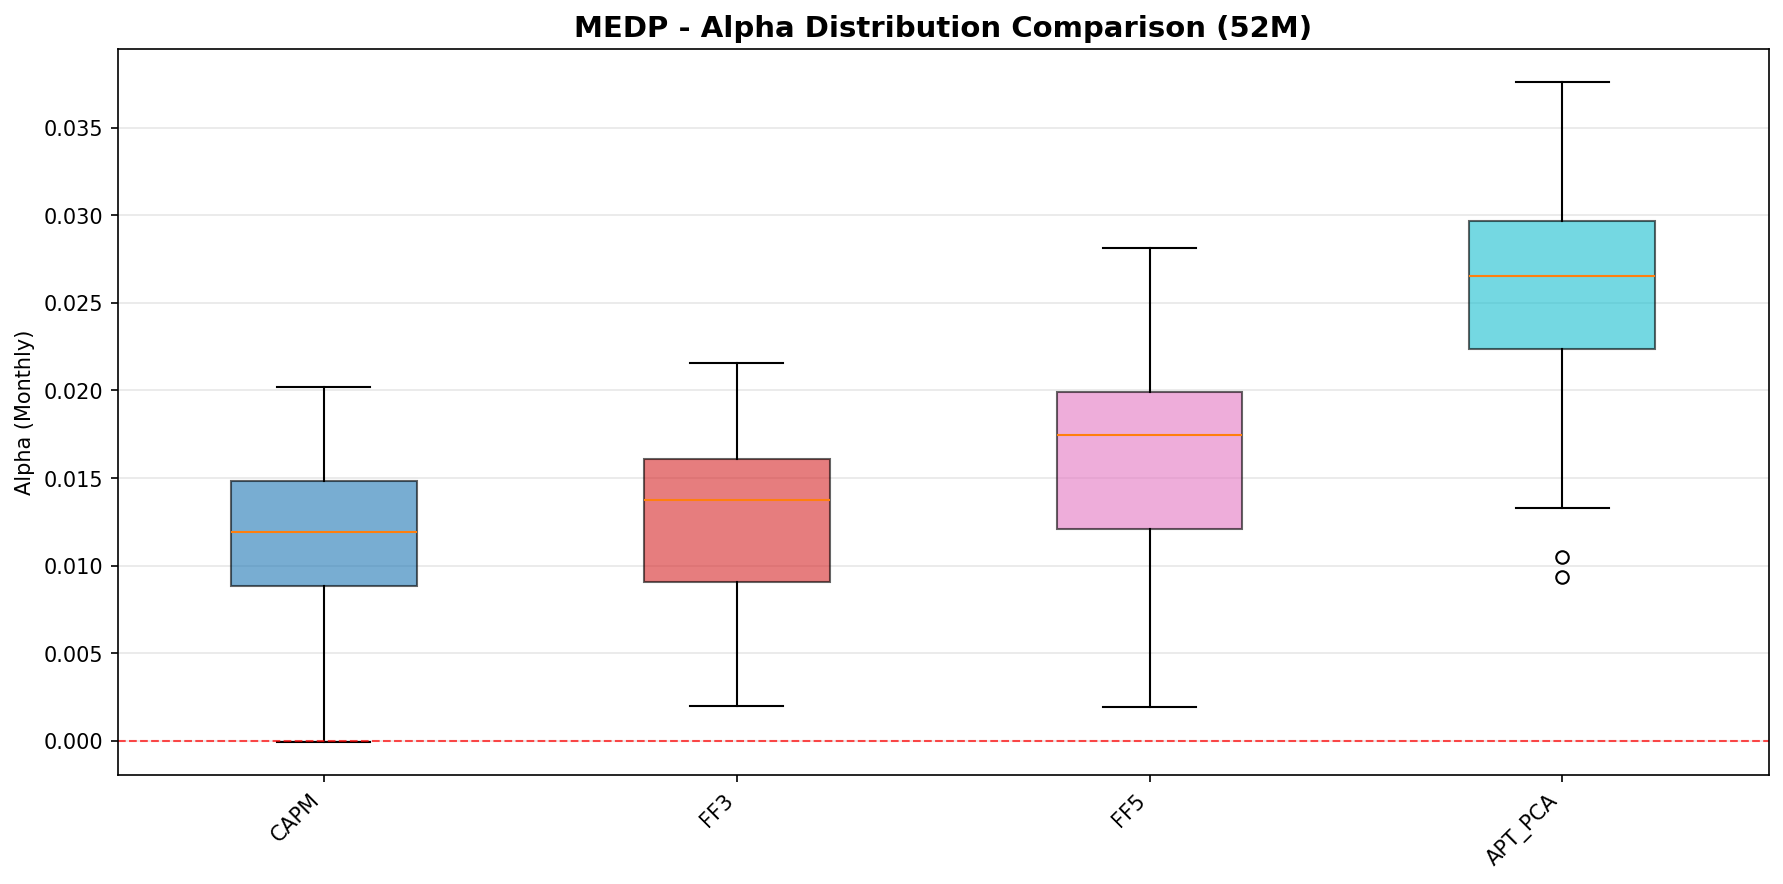 MEDP - Alpha Distribution Comparison (52M)
Alpha (Monthly)
0.035
0.030
0.025
0.020
0.015
0.010
0.005
0.000
CAPM
FF3
FF5
APT_PCA